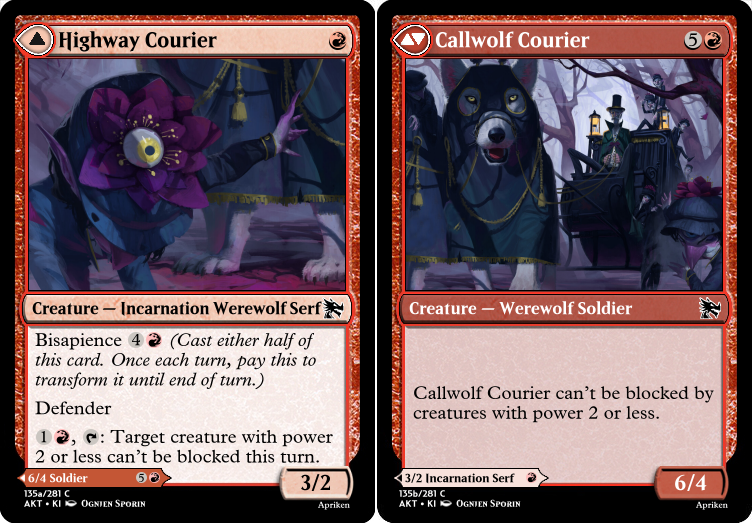 Highway Courier
Creature — Incarnation Werewolf Serf
Bisapience 4 (Cast either half of
this card. Once each turn, pay this to
transform it until end of turn.)
Defender
1 , : Target creature with power
2 or less can't be blocked this turn.
6/4 Soldier 5
3/2
135a/281 C
AKT • KI Ognjen Sporin
Apriken
Callwolf Courier 5
Creature — Werewolf Soldier
Callwolf Courier can't be blocked by
creatures with power 2 or less.
3/2 Incarnation Serf
6/4
135b/281 C
AKT • KI Ognjen Sporin
Apriken